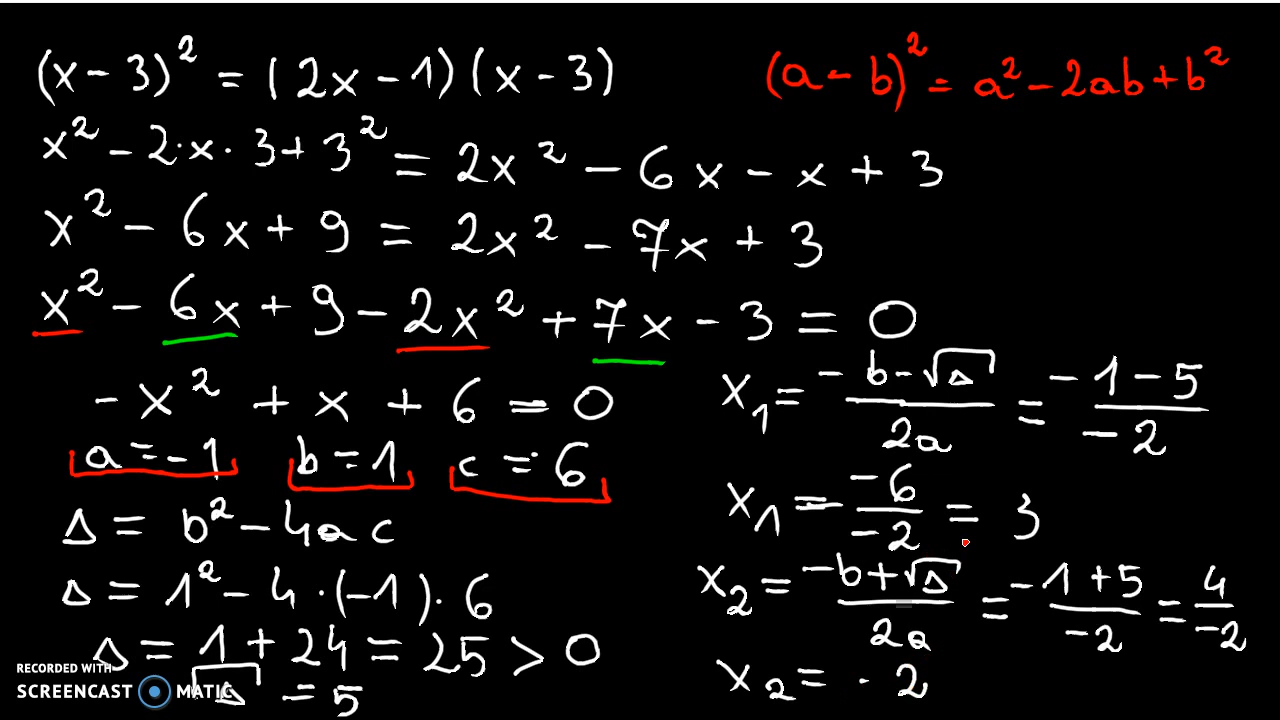 (x - 3)² = (2x - 1)(x - 3)
(a - b)² = a² - 2ab + b²
x² - 2·x·3 + 3² = 2x² - 6x - x + 3
x² - 6x + 9 = 2x² - 7x + 3
x² - 6x + 9 - 2x² + 7x - 3 = 0
- x² + x + 6 = 0
a = -1 b = 1 c = 6
Δ = b² - 4ac
Δ = 1² - 4·(-1)·6
Δ = 1 + 24 = 25 > 0
√Δ = 5
x₁ = (-b-√Δ)/(2a) = (-1-5)/(-2)
x₁ = (-6)/(-2) = 3
x₂ = (-b+√Δ)/(2a) = (-1+5)/(-2) = 4/(-2)
x₂ = -2
RECORDED WITH
SCREENCAST MATIC